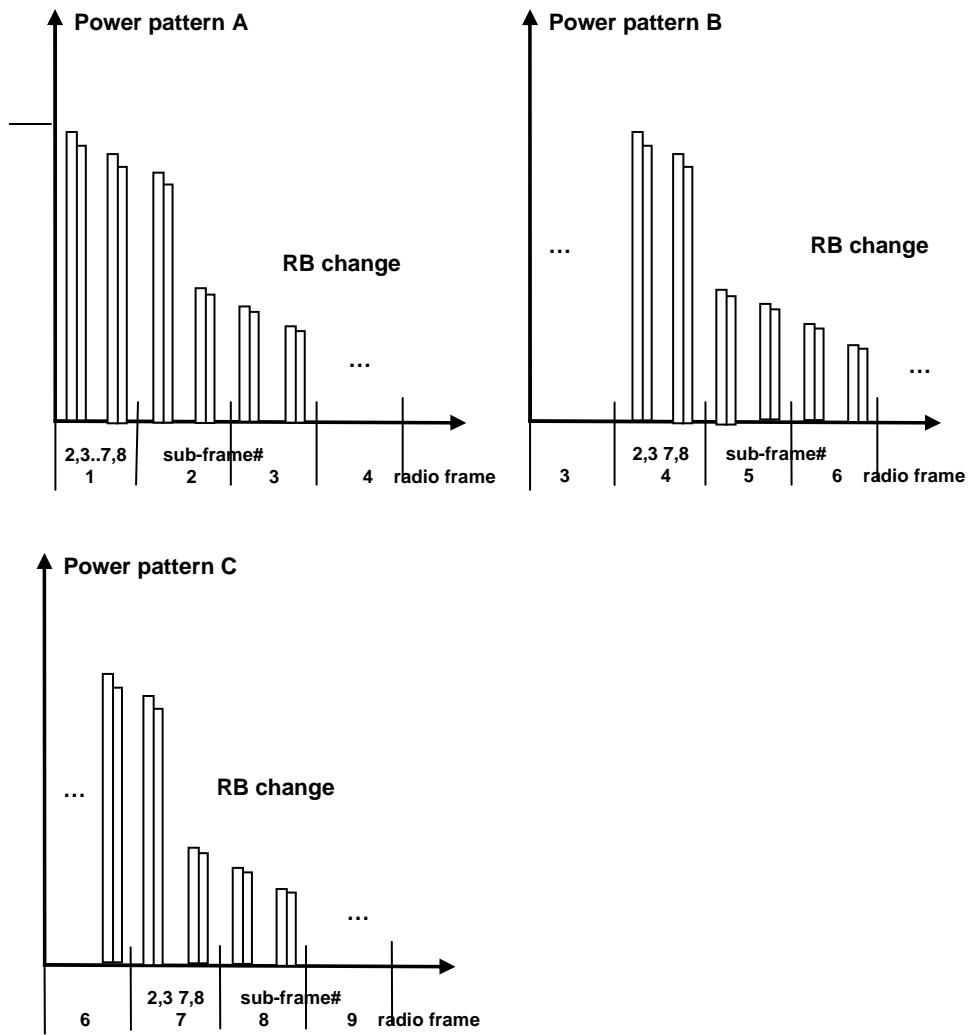 Power pattern A
RB change
…
2,3..7,8 sub-frame#
1 2 3 4 radio frame
Power pattern B
…
RB change
…
2,3 7,8 sub-frame#
3 4 5 6 radio frame
Power pattern C
…
RB change
…
2,3 7,8 sub-frame#
6 7 8 9 radio frame